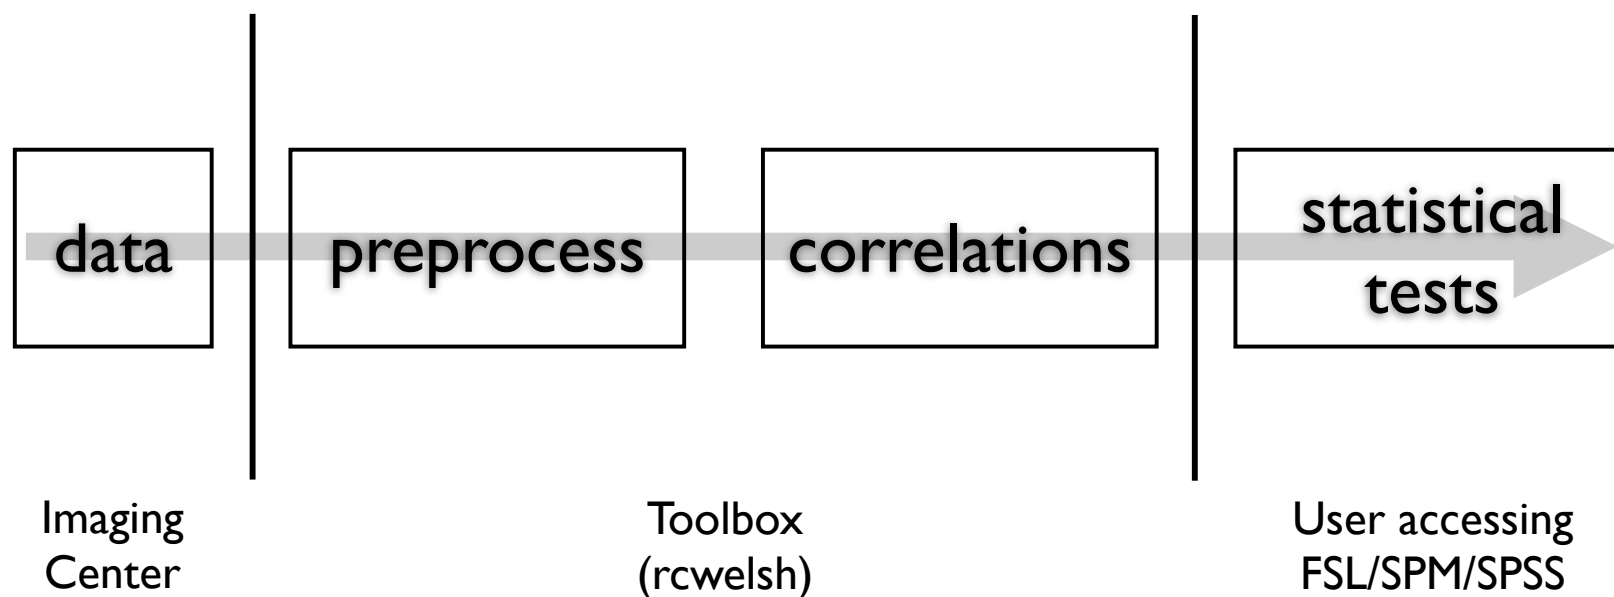 data
preprocess
correlations
statistical
tests
Imaging
Center
Toolbox
(rcwelsh)
User accessing
FSL/SPM/SPSS